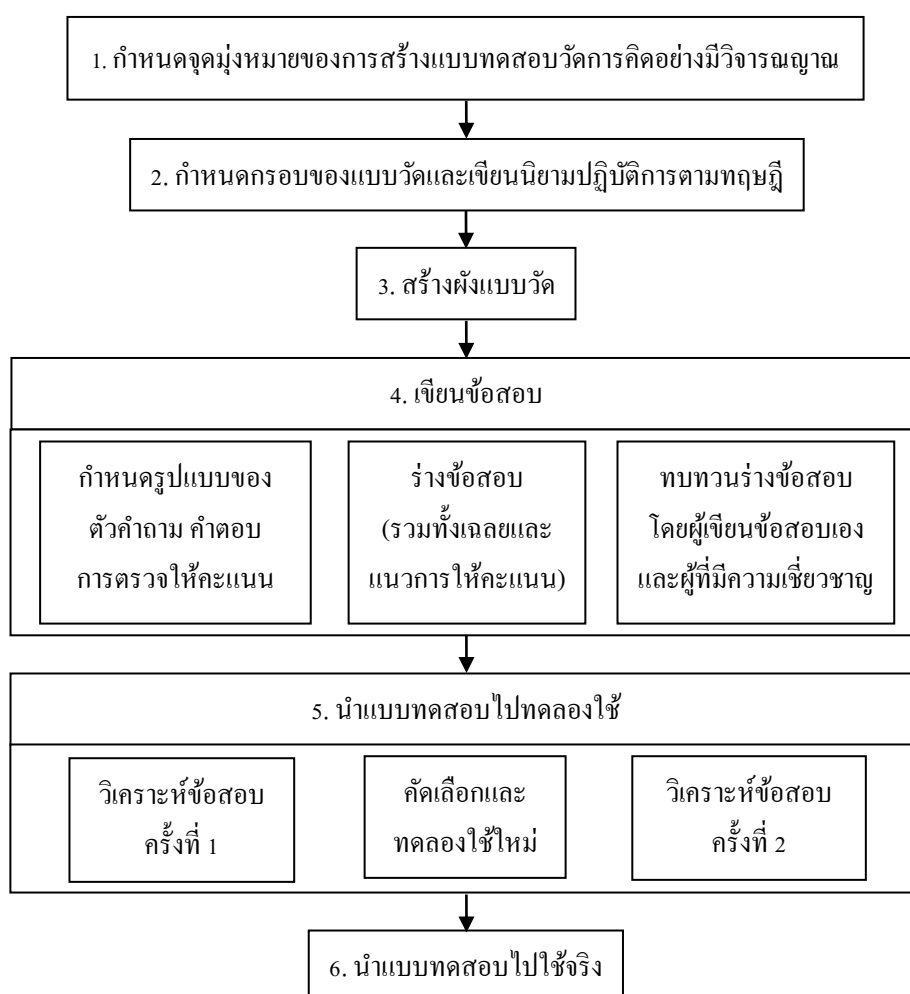 1. กำหนดจุดมุ่งหมายของการสร้างแบบทดสอบวัดการคิดอย่างมีวิจารณญาณ
2. กำหนดกรอบของแบบวัดและเขียนนิยามปฏิบัติการตามทฤษฎี
3. สร้างผังแบบวัด
4. เขียนข้อสอบ
กำหนดรูปแบบของ
ตัวคำถาม คำตอบ
การตรวจให้คะแนน
ร่างข้อสอบ
(รวมทั้งเฉลยและ
แนวการให้คะแนน)
ทบทวนร่างข้อสอบ
โดยผู้เขียนข้อสอบเอง
และผู้ที่มีความเชี่ยวชาญ
5. นำแบบทดสอบไปทดลองใช้
วิเคราะห์ข้อสอบ
ครั้งที่ 1
คัดเลือกและ
ทดลองใช้ใหม่
วิเคราะห์ข้อสอบ
ครั้งที่ 2
6. นำแบบทดสอบไปใช้จริง